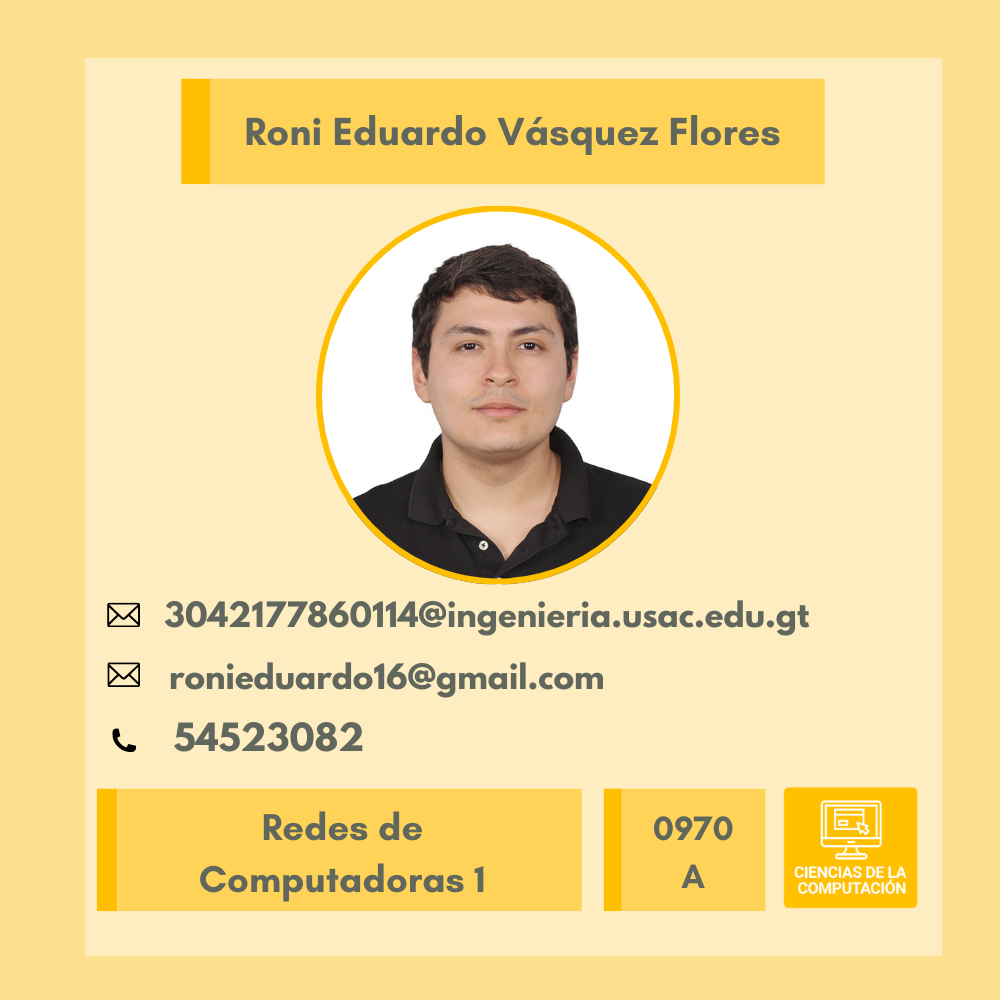 Roni Eduardo Vásquez Flores
3042177860114@ingenieria.usac.edu.gt
ronieduardo16@gmail.com
54523082
Redes de
Computadoras 1
0970
A
CIENCIAS DE LA
COMPUTACIÓN